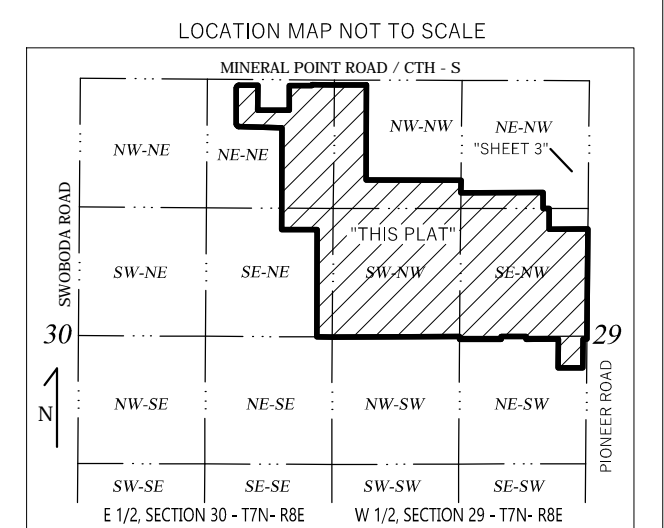 LOCATION MAP NOT TO SCALE
MINERAL POINT ROAD / CTH - S
NW-NE
NE-NE
NW-NW
NE-NW
"SHEET 3"
SWOBODA ROAD
"THIS PLAT"
SW-NE
SE-NE
SW-NW
SE-NW
30
29
N
NW-SE
NE-SE
NW-SW
NE-SW
PIONEER ROAD
SW-SE
SE-SE
SW-SW
SE-SW
E 1/2, SECTION 30 - T7N- R8E
W 1/2, SECTION 29 - T7N- R8E